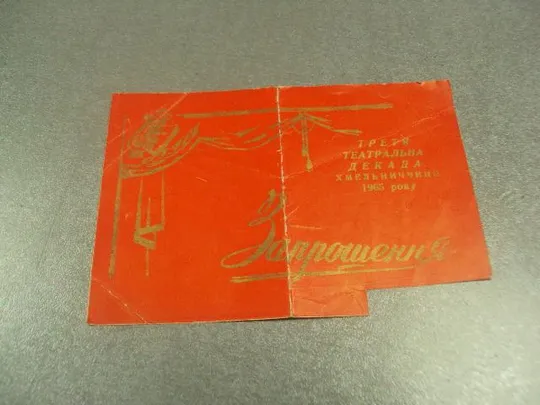 ТРЕТЯ
ТЕАТРАЛЬНА
ДЕКАДА
ХМЕЛЬНИЧЧИНИ
1965 року
Запрошення